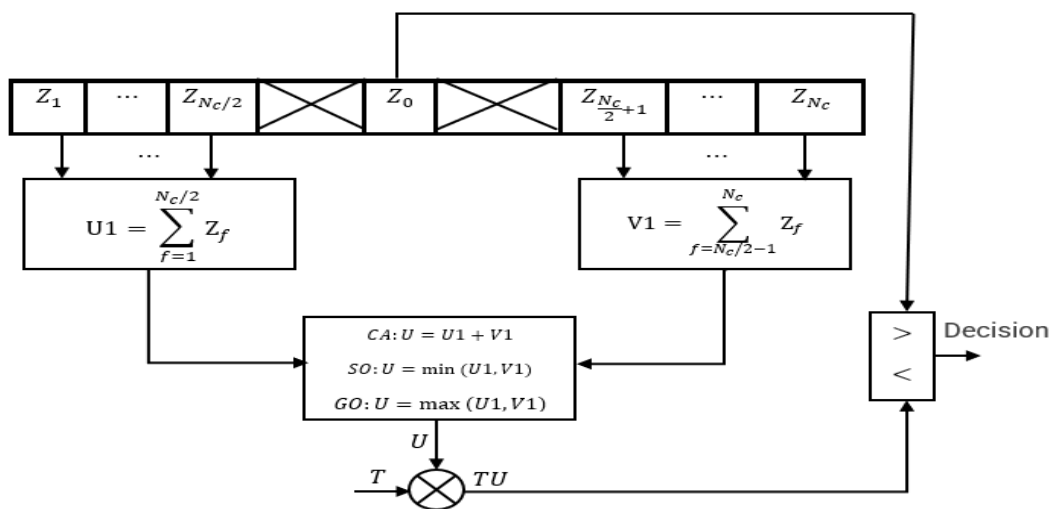 Z_1 ... Z_{N_c/2} Z_0 Z_{\frac{N_c}{2}+1} ... Z_{N_c}
... ...
U1 = \sum_{f=1}^{N_c/2} Z_f
V1 = \sum_{f=N_c/2-1}^{N_c} Z_f
CA: U = U1 + V1
SO: U = min (U1, V1)
GO: U = max (U1, V1)
>
<
Decision
U
T
TU